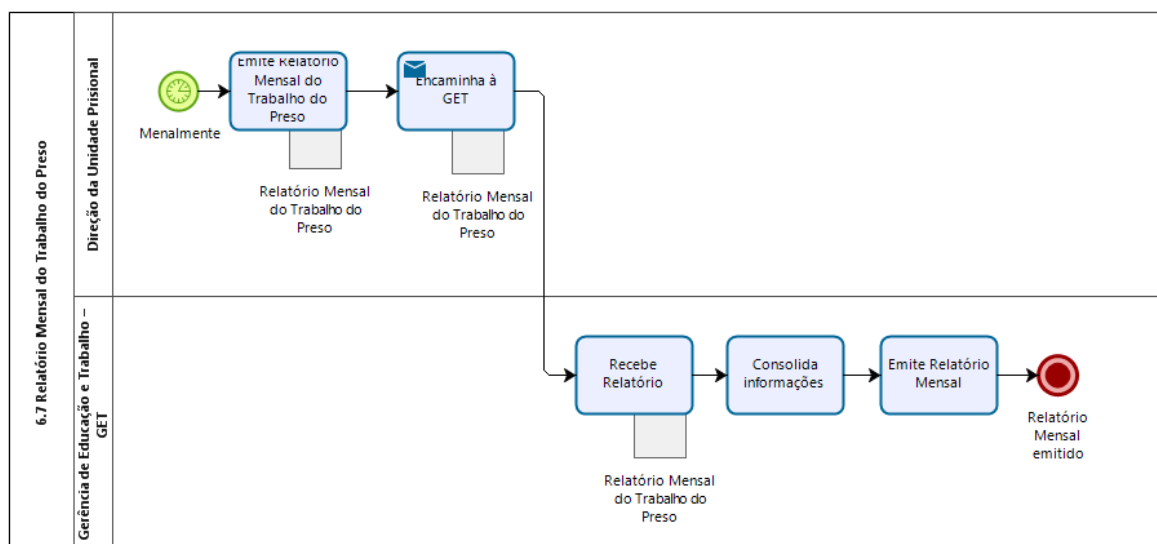 6.7 Relatório Mensal do Trabalho do Preso
Direção da Unidade Prisional
Menalmente
Emite Relatório
Mensal do
Trabalho do
Preso
Relatório Mensal
do Trabalho do
Preso
Encaminha à
GET
Relatório Mensal
do Trabalho do
Preso
Gerência de Educação e Trabalho –
GET
Recebe
Relatório
Relatório Mensal
do Trabalho do
Preso
Consolida
informações
Emite Relatório
Mensal
Relatório
Mensal
emitido